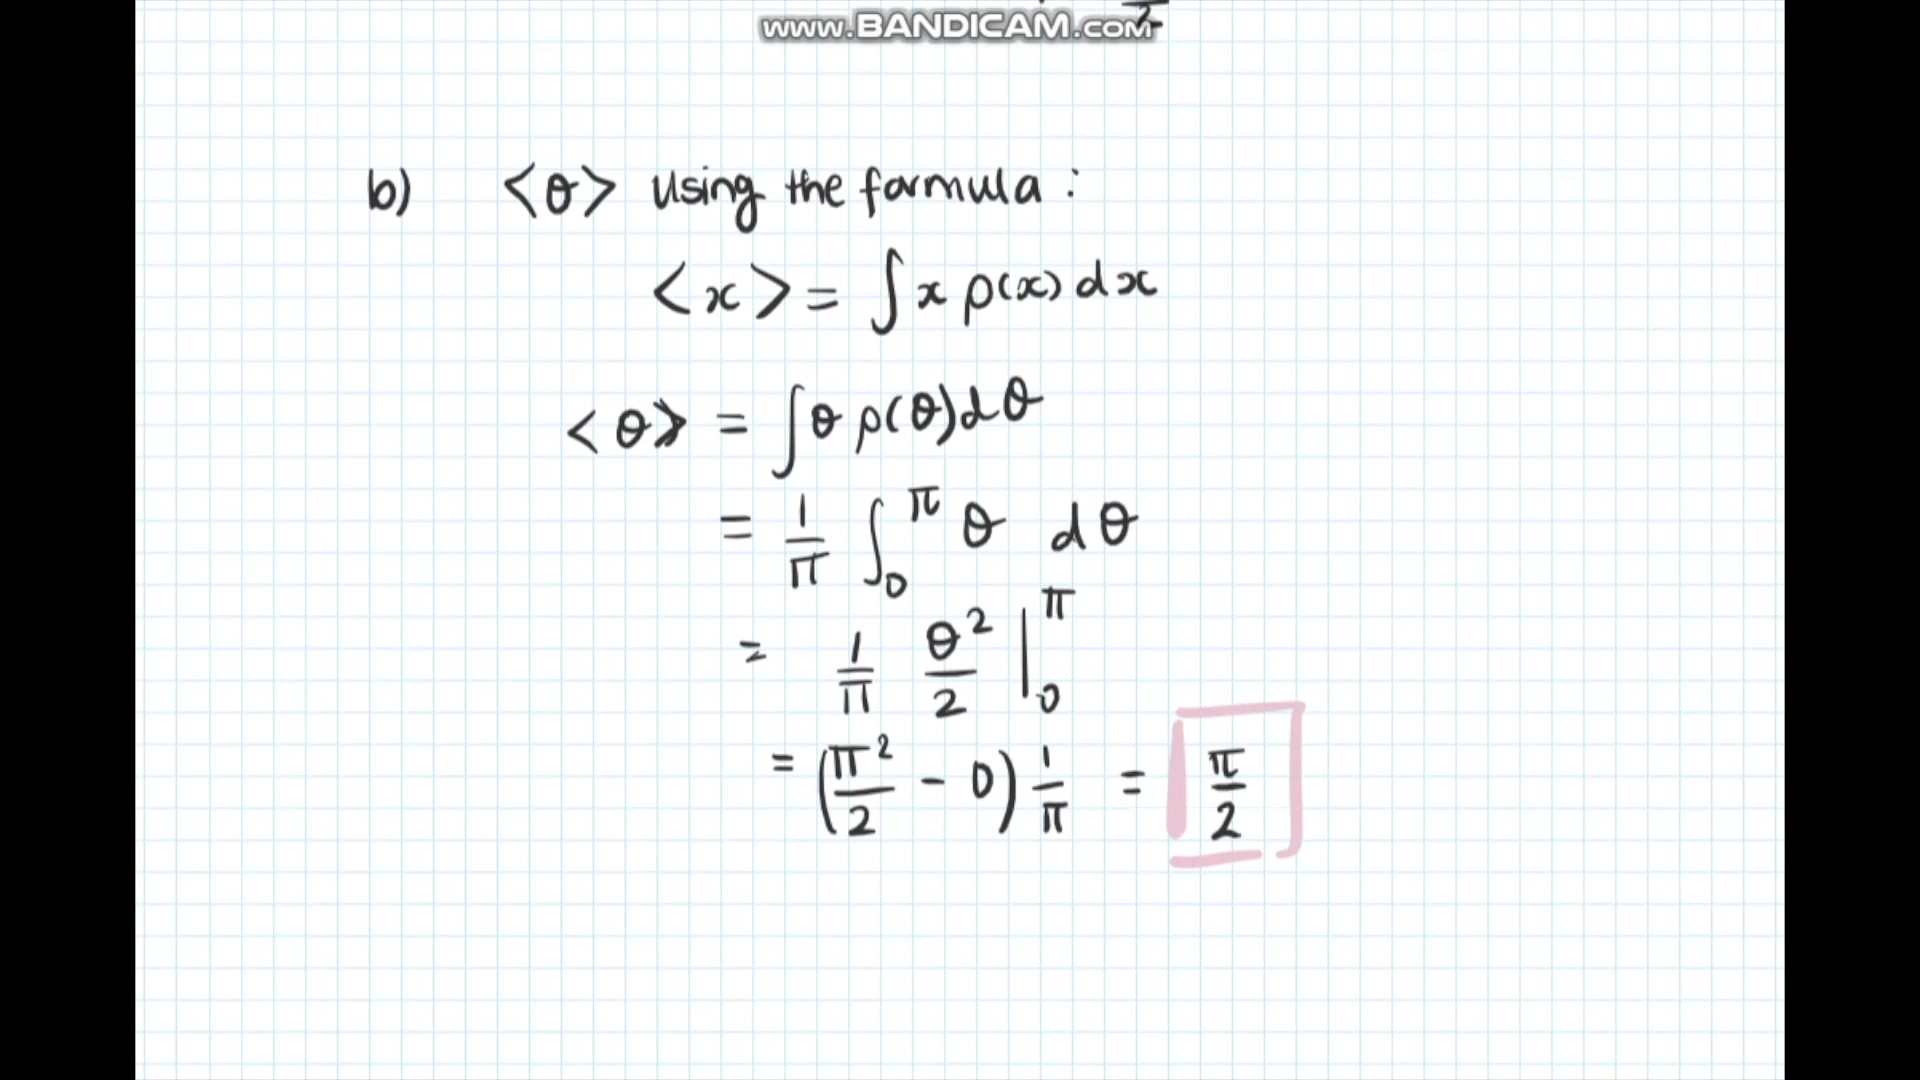 www.BANDICAM.com
b) <θ> using the formula :
<x> = ∫ x ρ(x) dx
<θ> = ∫ θ ρ(θ) dθ
= 1/π ∫₀^π θ dθ
= 1/π θ²/2 |₀^π
= (π²/2 - 0) 1/π = π/2